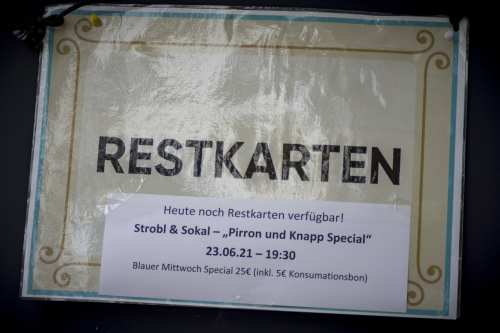 RESTKARTEN
Heute noch Restkarten verfügbar!
Strobl & Sokal – „Pirron und Knapp Special“
23.06.21 – 19:30
Blauer Mittwoch Special 25€ (inkl. 5€ Konsumationsbon)